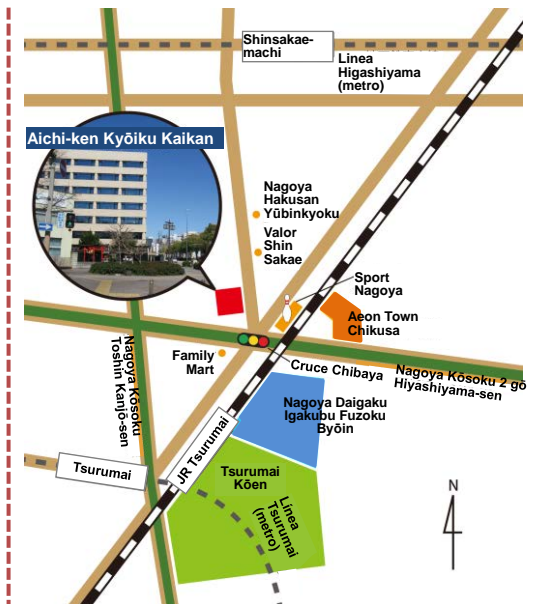 Shinsakae-
machi
Linea
Higashiyama
(metro)
Aichi-ken Kyōiku Kaikan
Nagoya
Hakusan
Yūbinkyoku
Valor
Shin
Sakae
Sport
Nagoya
Aeon Town
Chikusa
Nagoya Kōsoku
Toshin Kanjō-sen
Family
Mart
Cruce Chibaya
Nagoya Kōsoku 2 gō
Hiyashiyama-sen
Nagoya Daigaku
Igakubu Fuzoku
Byōin
JR Tsurumai
Tsurumai
Tsurumai
Kōen
Linea
Tsurumai
(metro)
N